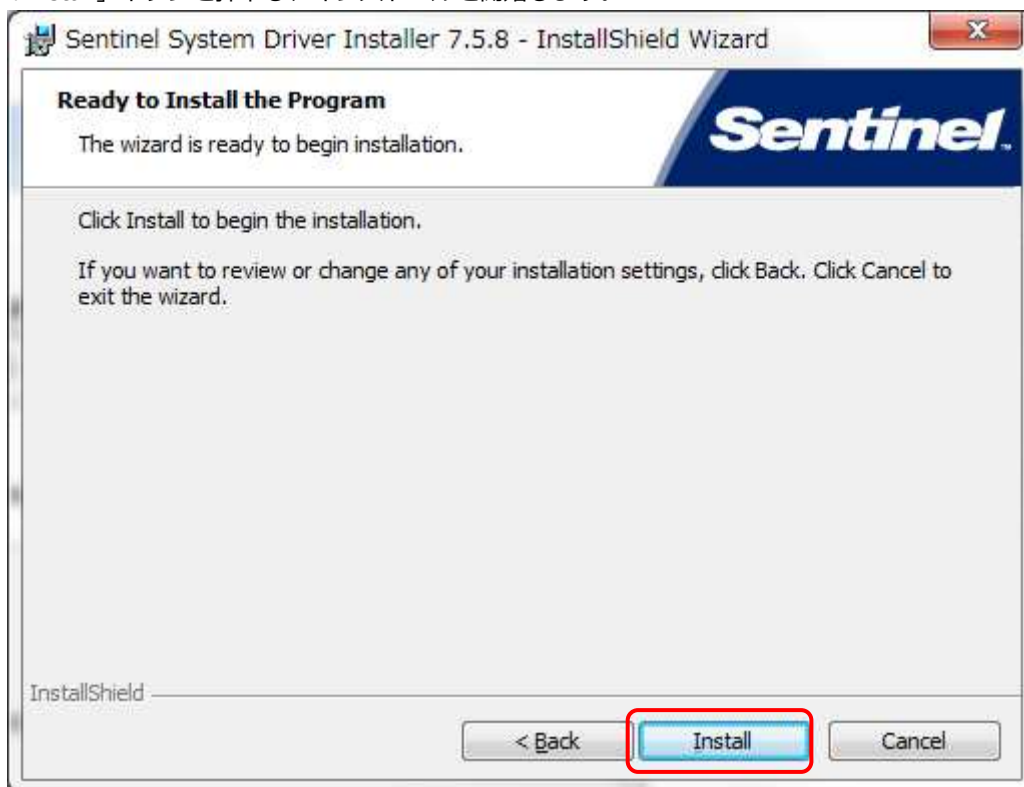 Sentinel System Driver Installer 7.5.8 - InstallShield Wizard
Ready to Install the Program
The wizard is ready to begin installation.
Sentinel.
Click Install to begin the installation.
If you want to review or change any of your installation settings, click Back. Click Cancel to
exit the wizard.
InstallShield
< Back
Install
Cancel